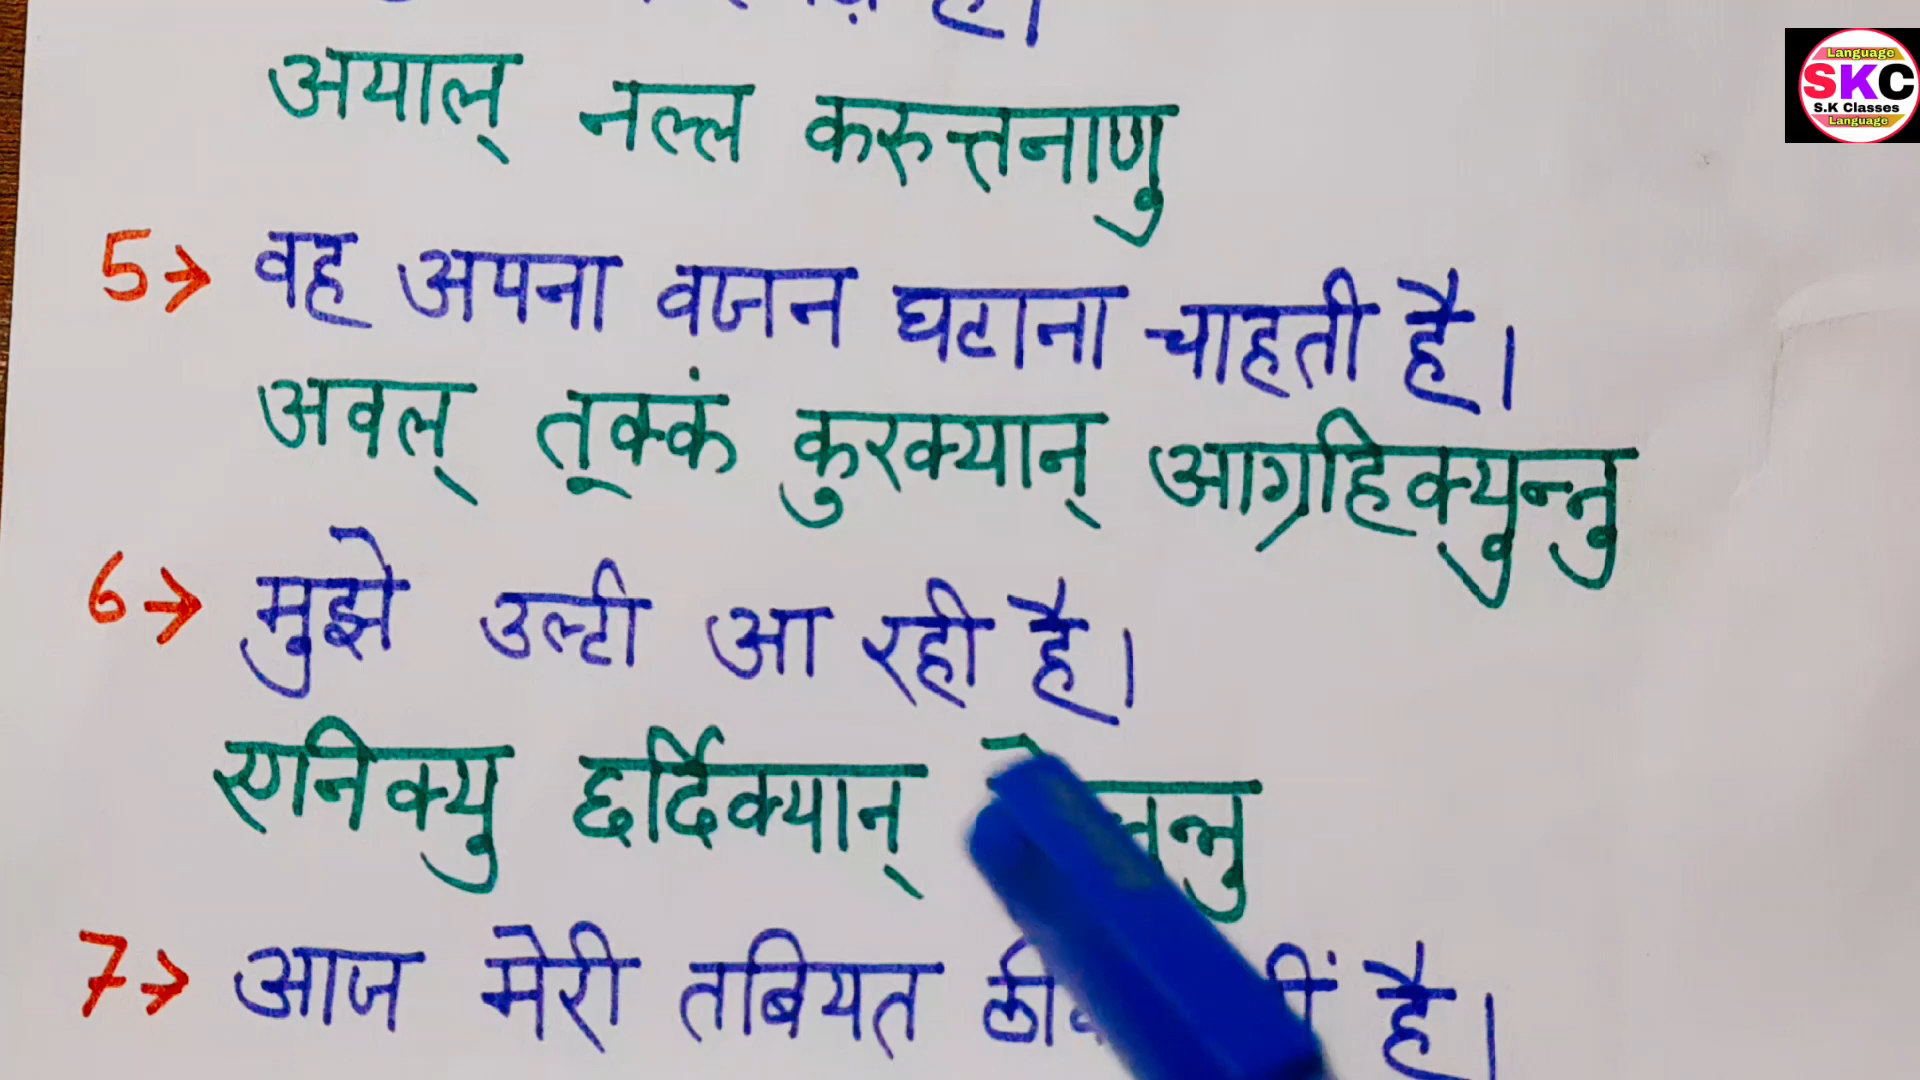 है।
अयाल् नल्ल करुत्तनाणु
5→ वह अपना वजन घटाना चाहती है।
अवल् तूक्कं कुरक्यान् आग्रहिक्युन्नु
6→ मुझे उल्टी आ रही है।
एनिक्यु छर्दिक्यान्
7→ आज मेरी तबियत है।
Language
SKC
S.K Classes
Language